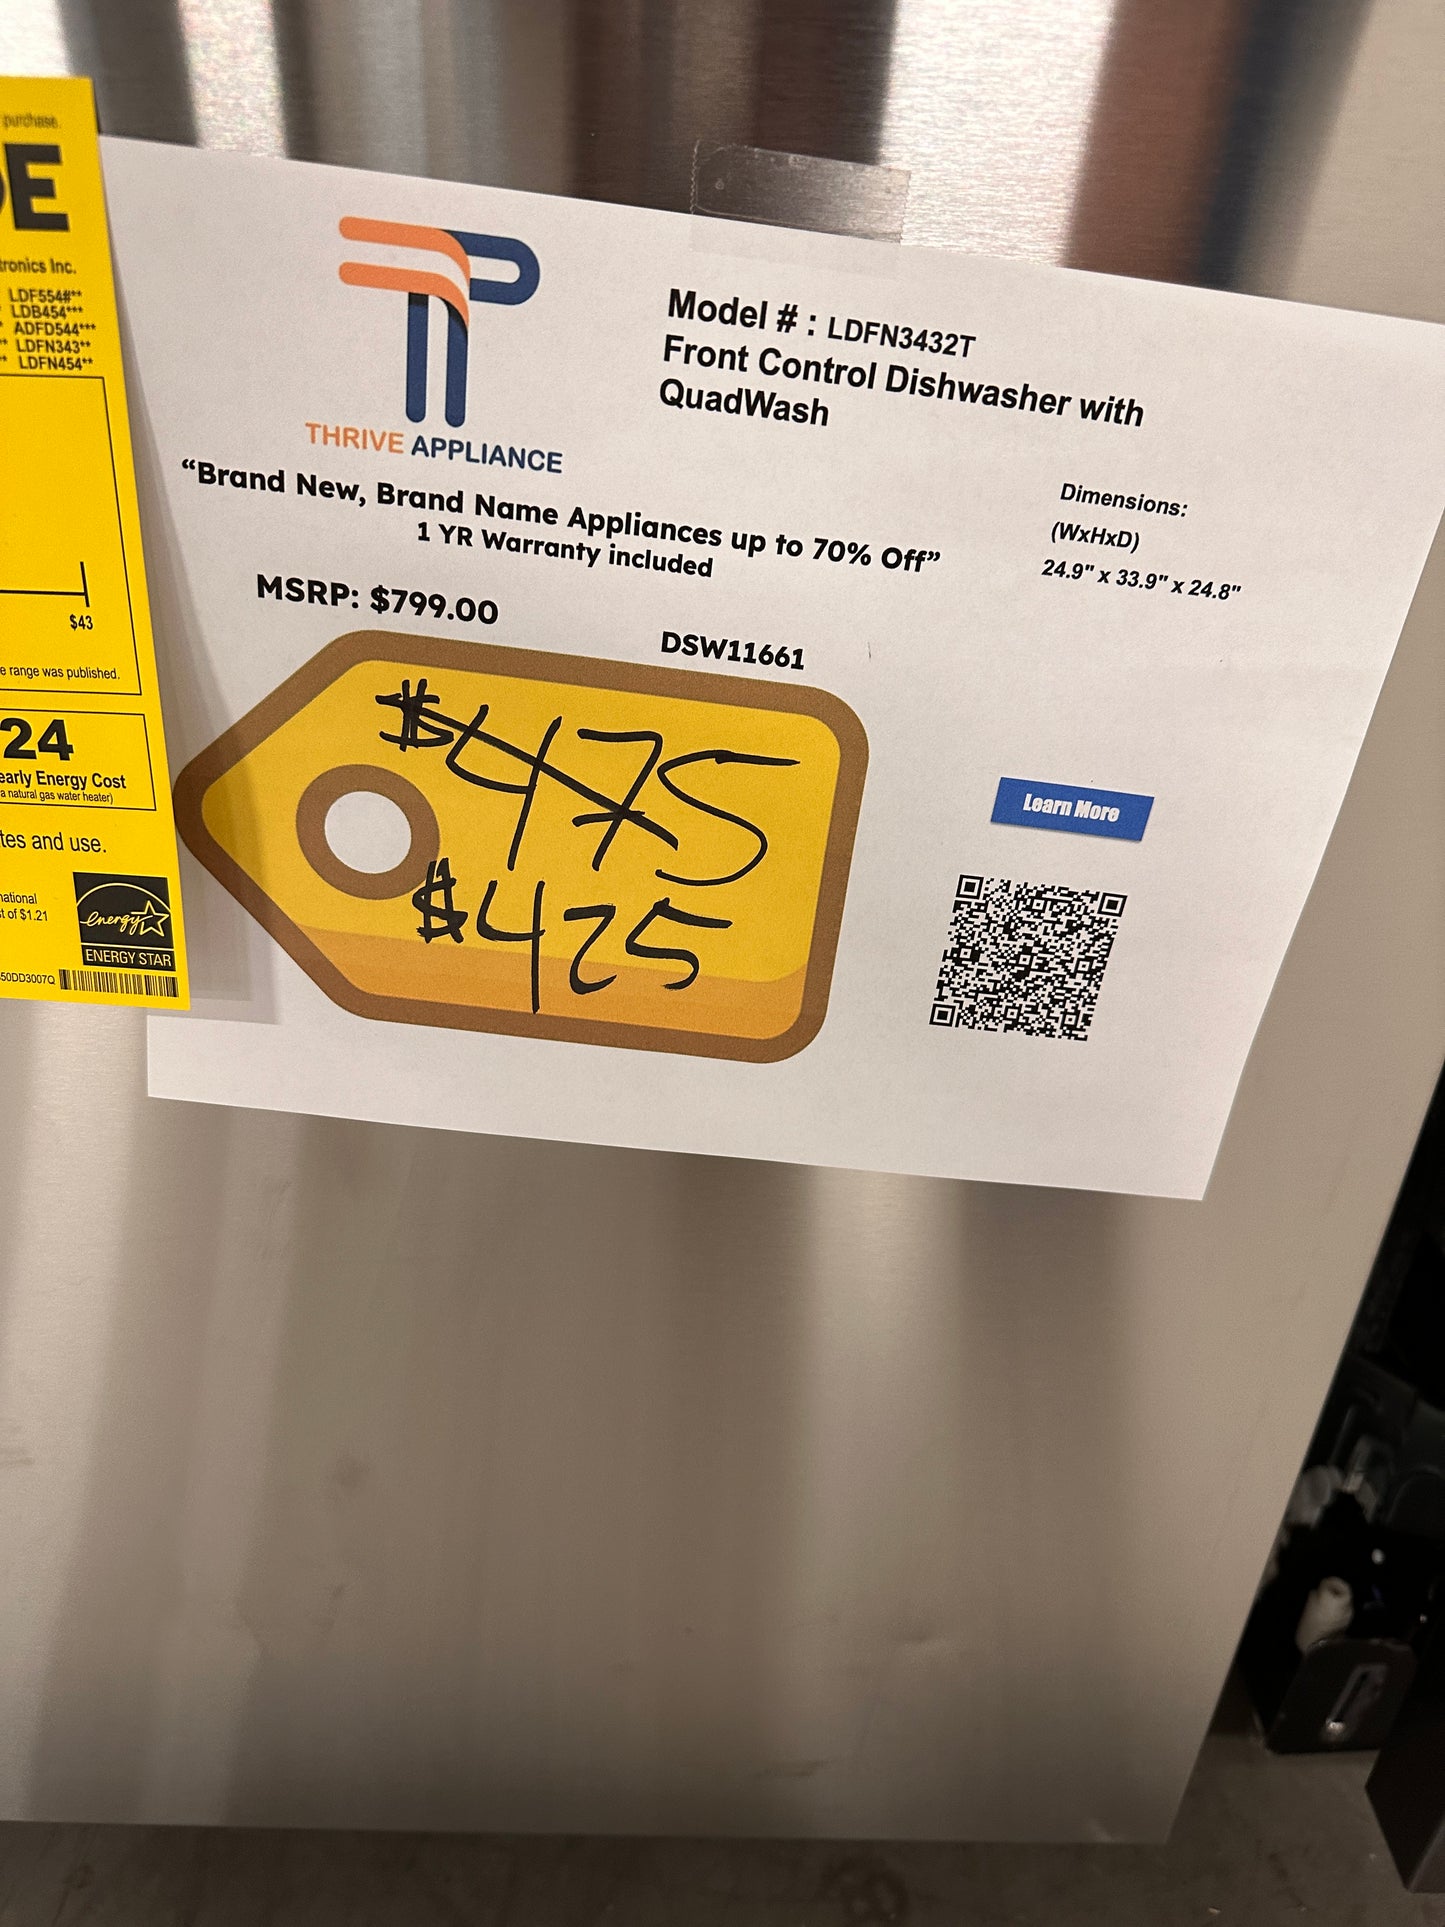 purchase.
E
tronics Inc.
LDF554#**
LDB454***
ADFD544***
LDFN343**
LDFN454**
$43
e range was published.
24
early Energy Cost
a natural gas water heater)
tes and use.
national
t of $1.21
energy
ENERGY STAR
50DD3007Q
THRIVE APPLIANCE
Model # : LDFN3432T
Front Control Dishwasher with
QuadWash
“Brand New, Brand Name Appliances up to 70% Off”
1 YR Warranty included
Dimensions:
(WxHxD)
24.9" x 33.9" x 24.8"
MSRP: $799.00
DSW11661
$475
$425
Learn More